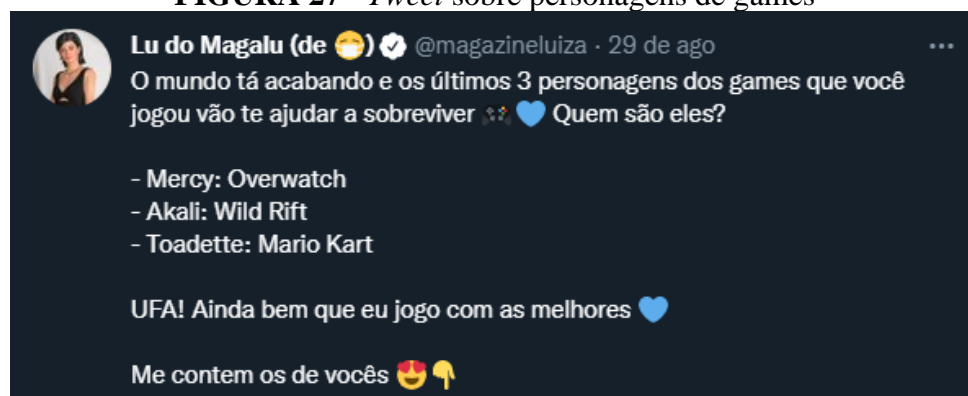 FIGURA 27 - Tweet sobre personagens de games
Lu do Magalu (de 😷) @magazineluiza · 29 de ago
O mundo tá acabando e os últimos 3 personagens dos games que você
jogou vão te ajudar a sobreviver 🎮 💙 Quem são eles?
- Mercy: Overwatch
- Akali: Wild Rift
- Toadette: Mario Kart
UFA! Ainda bem que eu jogo com as melhores 💙
Me contem os de vocês 😍👇